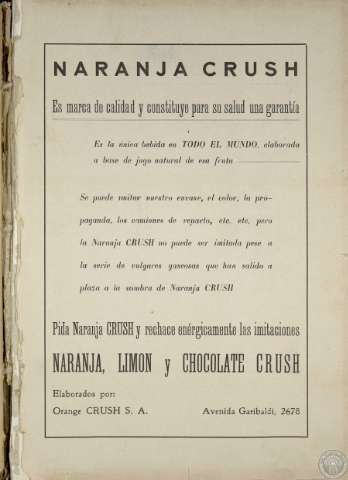 NARANJA CRUSH
Es marca de calidad y constituye para su salud una garantía
Es la única bebida en TODO EL MUNDO, elaborada
a base de jogo natural de esa fruta
Se puede imitar nuestro envase, el color, la pro-
paganda, los camiones de reparto, etc. etc. pero
la Naranja CRUSH no puede ser imitada pese a
la serie de vulgares gaseosas que han salido a
plaza a la sombra de Naranja CRUSH
Pida Naranja CRUSH y rechace enérgicamente las imitaciones
NARANJA, LIMON y CHOCOLATE CRUSH
Elaborados por:
Orange CRUSH S. A. Avenida Garibaldi, 2678